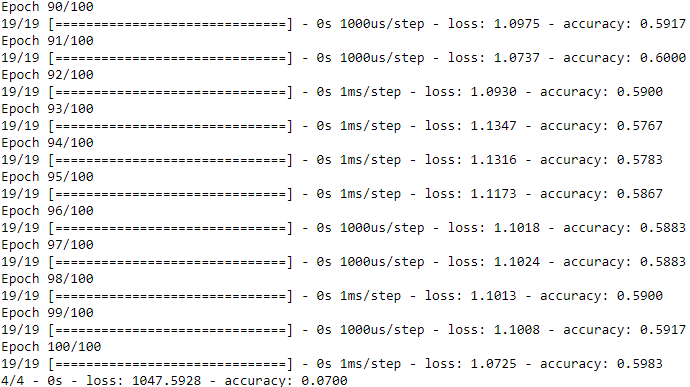 Epoch 90/100
19/19 [==============================] - 0s 1000us/step - loss: 1.0975 - accuracy: 0.5917
Epoch 91/100
19/19 [==============================] - 0s 1000us/step - loss: 1.0737 - accuracy: 0.6000
Epoch 92/100
19/19 [==============================] - 0s 1ms/step - loss: 1.0930 - accuracy: 0.5900
Epoch 93/100
19/19 [==============================] - 0s 1ms/step - loss: 1.1347 - accuracy: 0.5767
Epoch 94/100
19/19 [==============================] - 0s 1ms/step - loss: 1.1316 - accuracy: 0.5783
Epoch 95/100
19/19 [==============================] - 0s 1ms/step - loss: 1.1173 - accuracy: 0.5867
Epoch 96/100
19/19 [==============================] - 0s 1000us/step - loss: 1.1018 - accuracy: 0.5883
Epoch 97/100
19/19 [==============================] - 0s 1000us/step - loss: 1.1024 - accuracy: 0.5883
Epoch 98/100
19/19 [==============================] - 0s 1ms/step - loss: 1.1013 - accuracy: 0.5900
Epoch 99/100
19/19 [==============================] - 0s 1000us/step - loss: 1.1008 - accuracy: 0.5917
Epoch 100/100
19/19 [==============================] - 0s 1ms/step - loss: 1.0725 - accuracy: 0.5983
4/4 - 0s - loss: 1047.5928 - accuracy: 0.0700